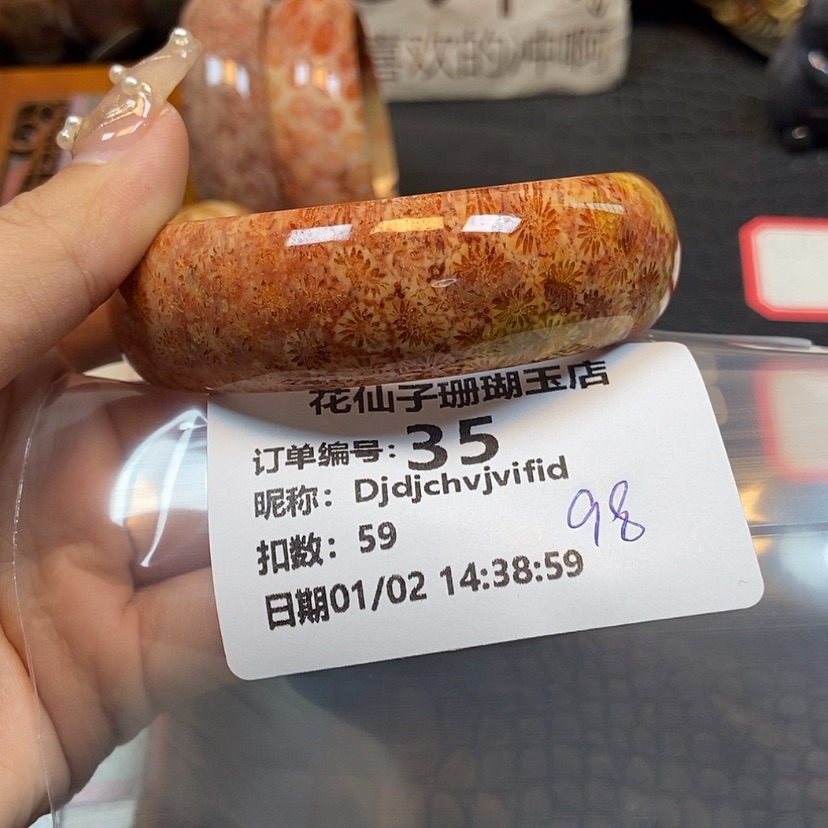 喜欢的冲啊
花仙子珊瑚玉店
订单编号：35
昵称：Djdjchvjvifid
98
扣数：59
日期01/02 14:38:59